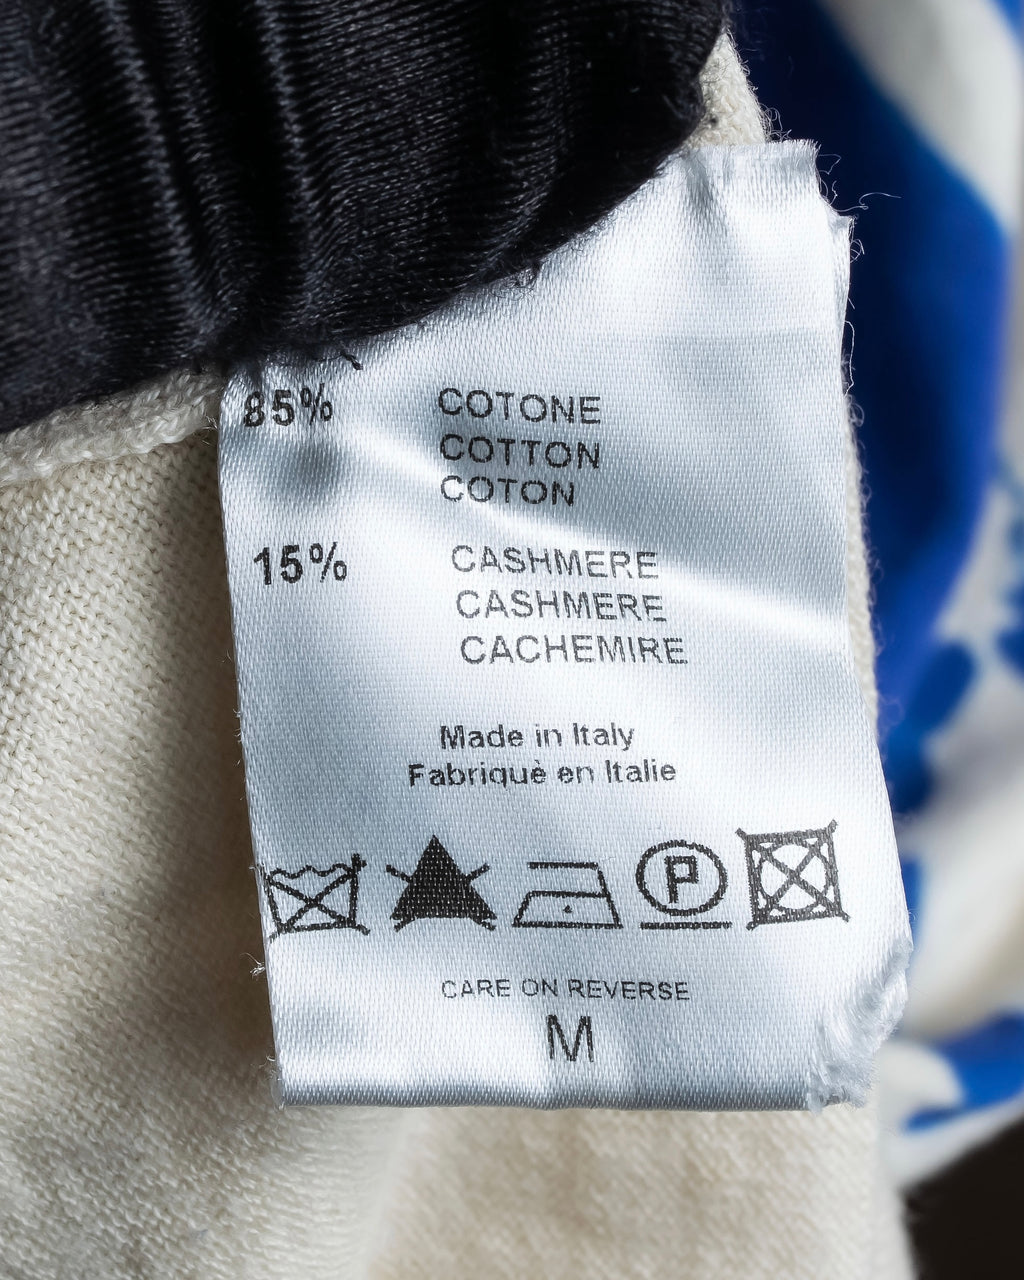 85% COTONE
COTTON
COTON
15% CASHMERE
CASHMERE
CACHEMIRE
Made in Italy
Fabriquè en Italie
P
CARE ON REVERSE
M